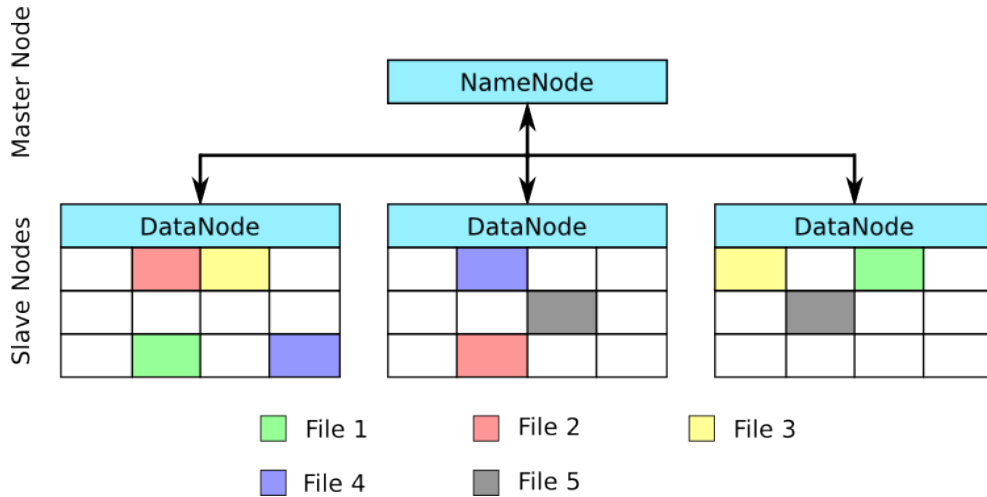 Master Node
NameNode
Slave Nodes
DataNode
DataNode
DataNode
File 1
File 2
File 3
File 4
File 5